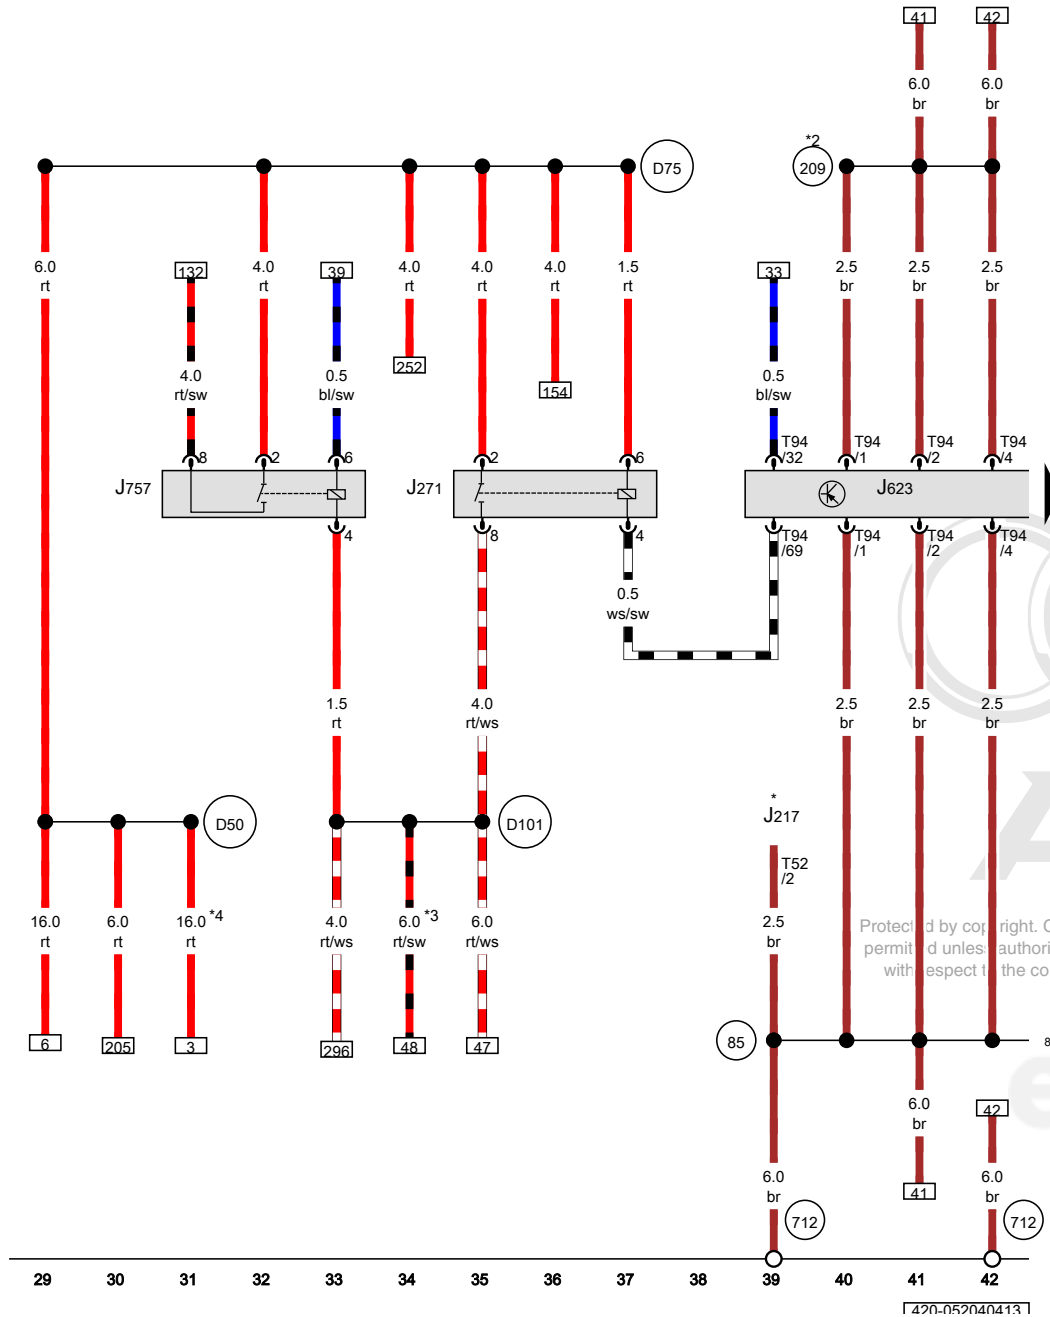 41 42
6.0 6.0
br br
*2
D75 209
6.0 132 4.0 39 4.0 4.0 4.0 1.5 33 2.5 2.5 2.5
rt rt rt rt rt rt br br br
252
4.0 0.5 154 0.5
rt/sw bl/sw bl/sw
T94 T94 T94 T94
8 2 6 2 6 /32 /1 /2 /4
J757 J271 J623
4 8 4 T94 T94 T94 T94
/69 /1 /2 /4
0.5
ws/sw
1.5 4.0 2.5 2.5 2.5
rt rt/ws br br br
*
J217
D50 D101
T52
/2
16.0 6.0 16.0 *4 4.0 6.0 *3 6.0 2.5
rt rt rt rt/ws rt/sw rt/ws br
6 205 3 296 48 47 85
6.0 42
br
6.0 41 6.0
br br
712 712
29 30 31 32 33 34 35 36 37 38 39 40 41 42
420-052040413